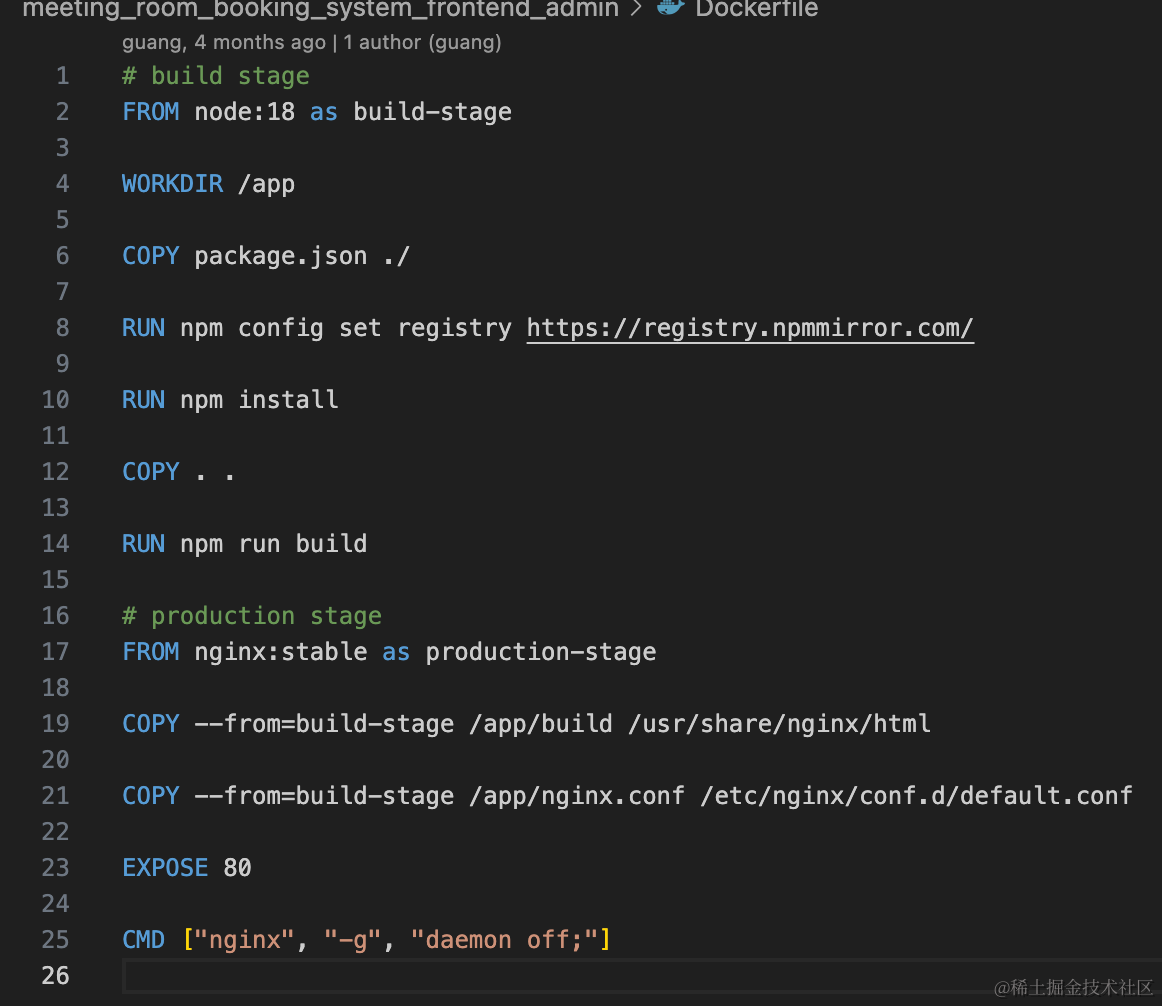 meeting_room_booking_system_frontend_admin > Dockerfile
guang, 4 months ago | 1 author (guang)
1 # build stage
2 FROM node:18 as build-stage
3
4 WORKDIR /app
5
6 COPY package.json ./
7
8 RUN npm config set registry https://registry.npmmirror.com/
9
10 RUN npm install
11
12 COPY . .
13
14 RUN npm run build
15
16 # production stage
17 FROM nginx:stable as production-stage
18
19 COPY --from=build-stage /app/build /usr/share/nginx/html
20
21 COPY --from=build-stage /app/nginx.conf /etc/nginx/conf.d/default.conf
22
23 EXPOSE 80
24
25 CMD ["nginx", "-g", "daemon off;"]
26
@稀土掘金技术社区